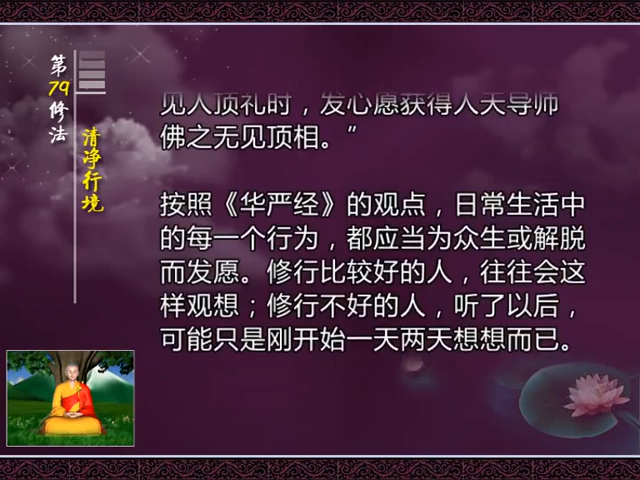 第79修法
清净行境
见人顶礼时，发心愿获得人天导师
佛之无见顶相。”
按照《华严经》的观点，日常生活中
的每一个行为，都应当为众生或解脱
而发愿。修行比较好的人，往往会这
样观想；修行不好的人，听了以后，
可能只是刚开始一天两天想想而已。